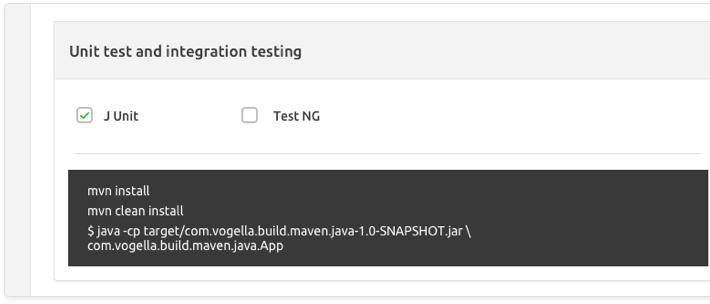 Unit test and integration testing
J Unit
Test NG
mvn install
mvn clean install
$ java -cp target/com.vogella.build.maven.java-1.0-SNAPSHOT.jar \
com.vogella.build.maven.java.App